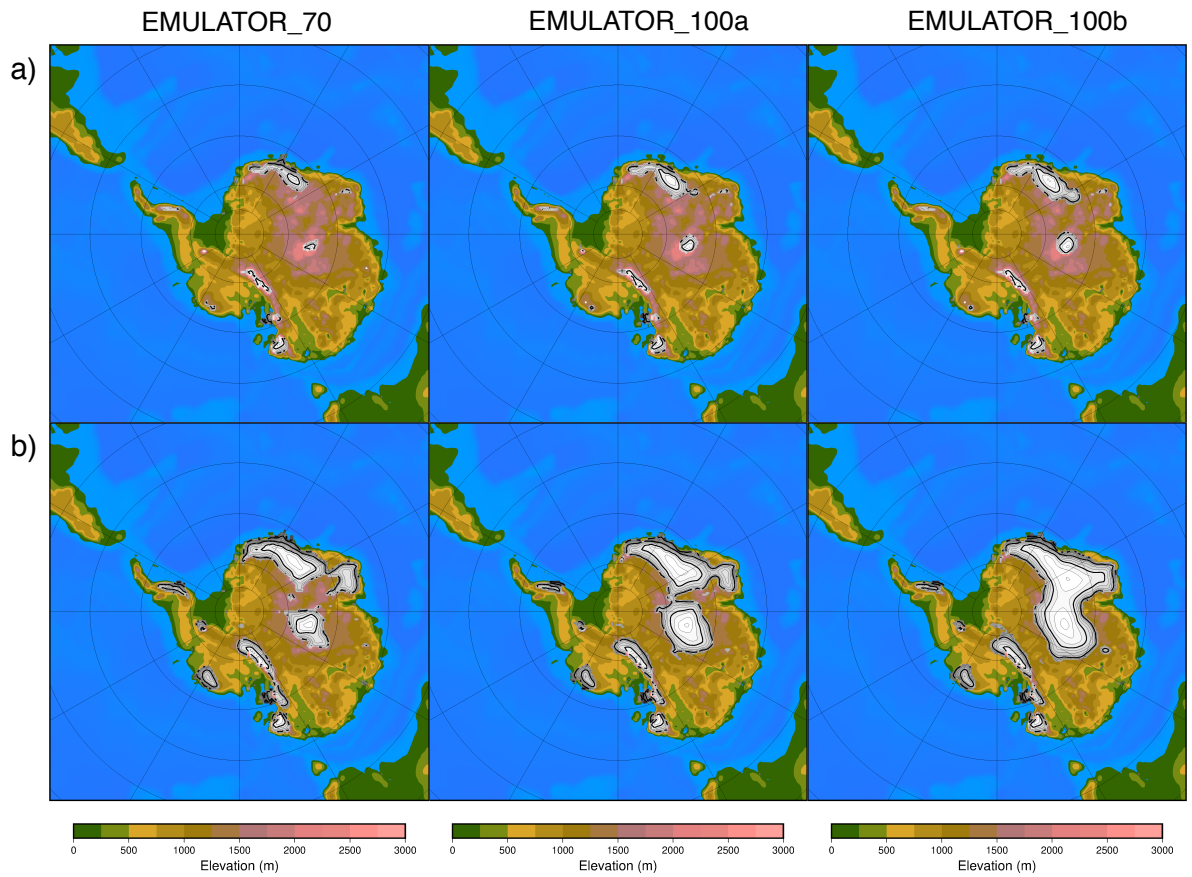 EMULATOR_70 EMULATOR_100a EMULATOR_100b
a)
b)
0 500 1000 1500 2000 2500 3000 0 500 1000 1500 2000 2500 3000 0 500 1000 1500 2000 2500 3000
Elevation (m) Elevation (m) Elevation (m)